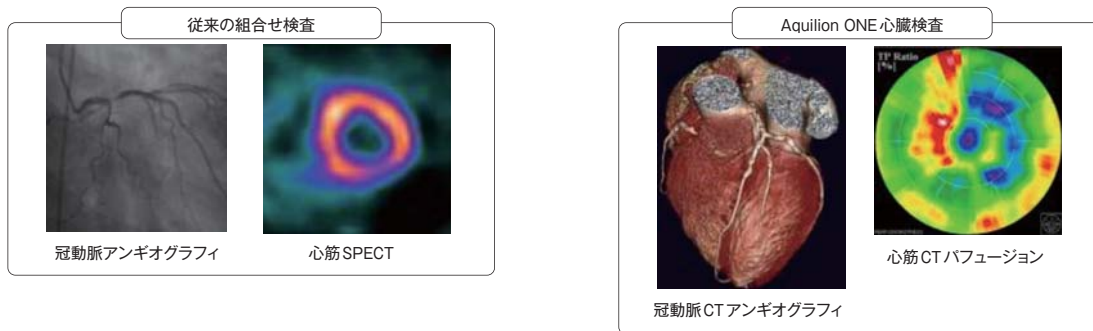 従来の組合せ検査
冠動脈アンギオグラフィ
心筋SPECT
Aquilion ONE心臓検査
TP Ratio
[%]
冠動脈CTアンギオグラフィ
心筋CTパフュージョン